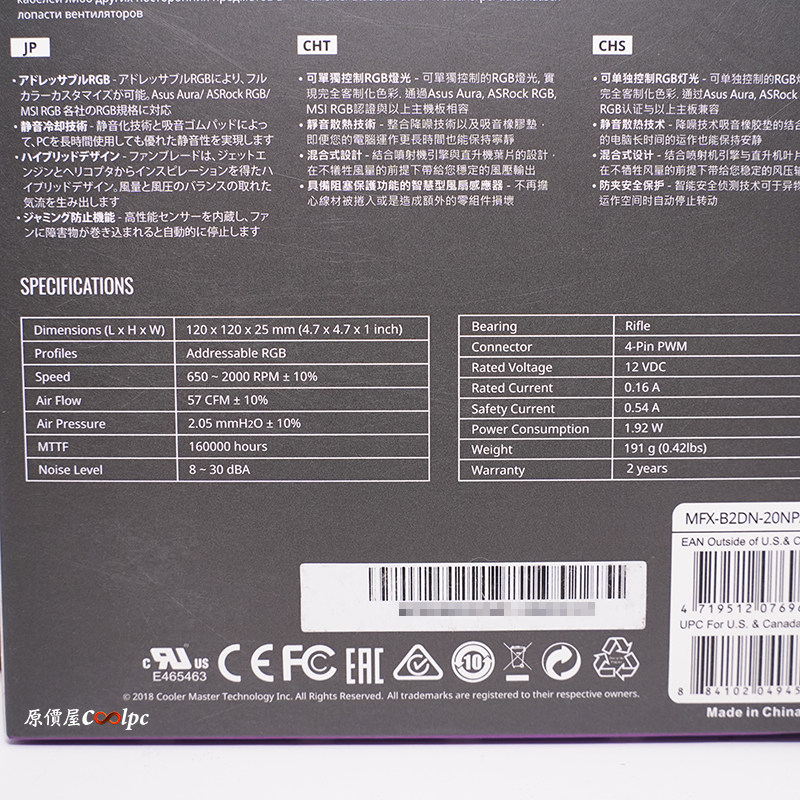 лопасти вентиляторов
JP
・アドレッサブルRGB - アドレッサブルRGBにより、フル
カラーカスタマイズが可能。Asus Aura/ ASRock RGB/
MSI RGB 各社のRGB規格に対応
・静音冷却技術 - 静音化技術と吸音ゴムパッドによっ
て、PCを長時間使用しても優れた静音性を実現します
・ハイブリッドデザイン - ファンブレードは、ジェットエ
ンジンとヘリコプタからインスピレーションを得たハ
イブリッドデザイン。風量と風圧のバランスの取れた
気流を生み出します
・ジャミング防止機能 - 高性能センサーを内蔵し、ファ
ンに障害物が巻き込まれると自動的に停止します
CHT
・可單獨控制RGB燈光 - 可單獨控制的RGB燈光, 實
現完全客制化色彩. 通過Asus Aura, ASRock RGB,
MSI RGB認證與以上主機板相容
・靜音散熱技術 - 整合降噪技術以及吸音橡膠墊，
即便您的電腦運作更長時間也能保持寧靜
・混合式設計 - 結合噴射機引擎與直升機葉片的設計，
在不犧牲風量的前提下帶給您穩定的風壓輸出
・具備阻塞保護功能的智慧型風扇感應器 - 不再擔
心線材被捲入或是造成額外的零組件損壞
CHS
・可单独控制RGB灯光 - 可单独控制的RGB灯
完全客制化色彩. 通过Asus Aura, ASRock
RGB认证与以上主板兼容
・静音散热技术 - 降噪技术吸音橡胶垫的结合
的电脑长时间的运作也能保持安静
・混合式设计 - 结合喷射机引擎与直升机叶片
在不牺牲风量的前提下带给您稳定的风压输
・防夹安全保护 - 智能安全侦测技术可于异物
运作空间时自动停止转动
SPECIFICATIONS
Dimensions (L x H x W) 120 x 120 x 25 mm (4.7 x 4.7 x 1 inch)
Profiles Addressable RGB
Speed 650 ~ 2000 RPM ± 10%
Air Flow 57 CFM ± 10%
Air Pressure 2.05 mmH2O ± 10%
MTTF 160000 hours
Noise Level 8 ~ 30 dBA
Bearing Rifle
Connector 4-Pin PWM
Rated Voltage 12 VDC
Rated Current 0.16 A
Safety Current 0.54 A
Power Consumption 1.92 W
Weight 191 g (0.42lbs)
Warranty 2 years
MFX-B2DN-20NP
EAN Outside of U.S.& C
4 719512 0769
UPC For U.S. & Canada
8 84102 04945
Made in China
c RU US
E465463
CE FC EAC
10
© 2018 Cooler Master Technology Inc. All Rights Reserved. All trademarks are registered to their respective owners.
原價屋Coolpc